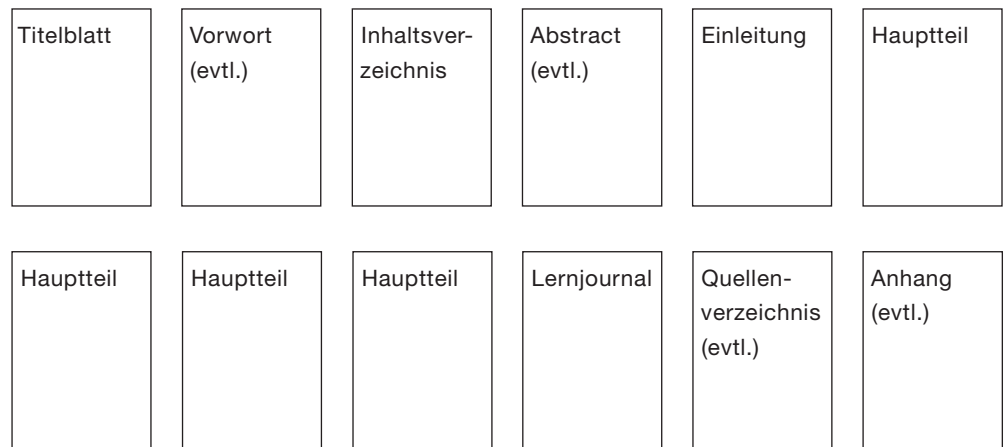 Titelblatt
Vorwort
(evtl.)
Inhaltsver-
zeichnis
Abstract
(evtl.)
Einleitung
Hauptteil
Hauptteil
Hauptteil
Hauptteil
Lernjournal
Quellen-
verzeichnis
(evtl.)
Anhang
(evtl.)